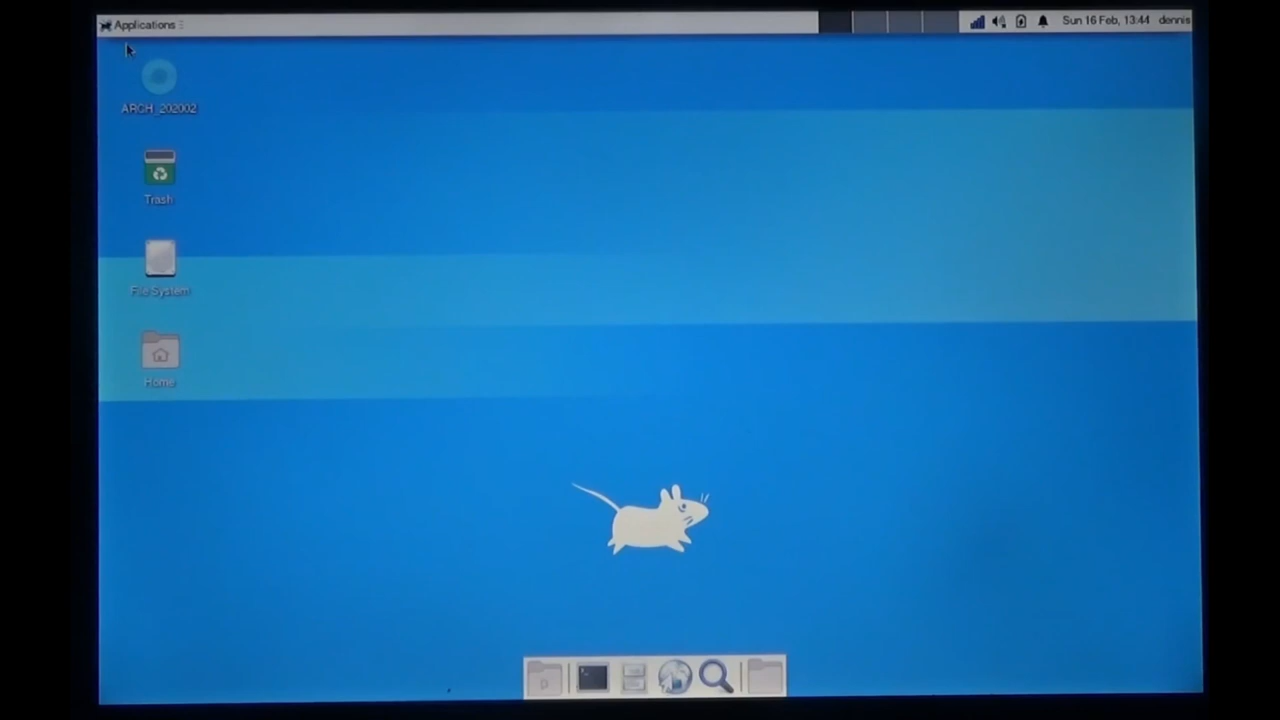 Applications
Sun 16 Feb, 13:44 dennis
ARCH_202002
Trash
File System
Home